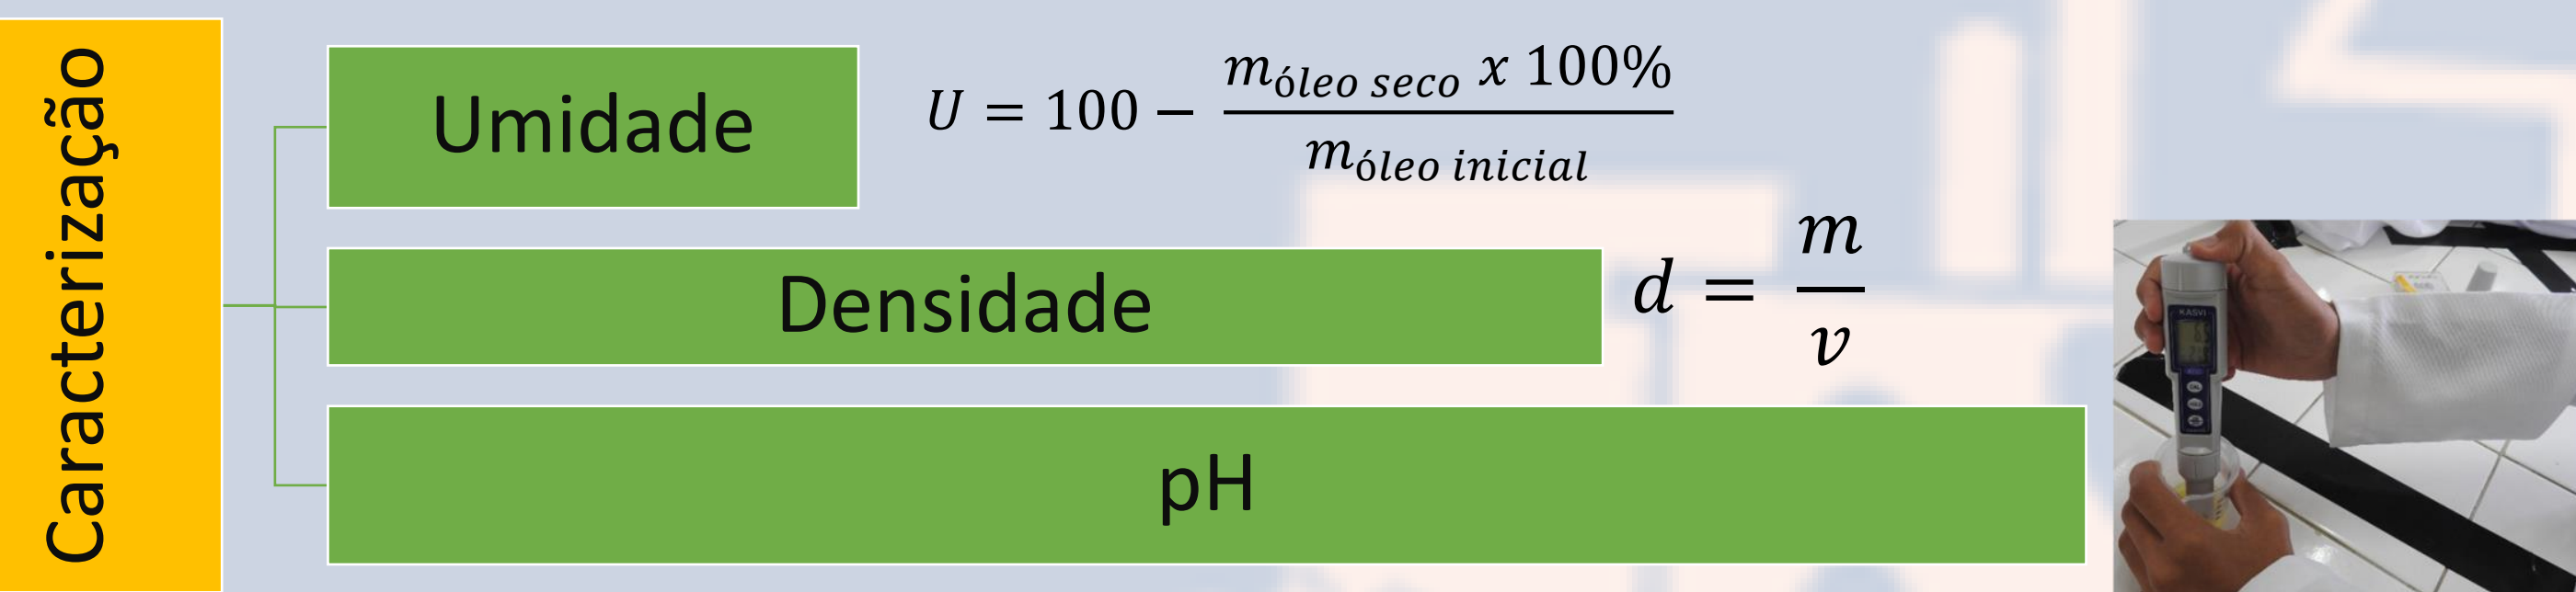 Caracterização
Umidade
U = 100 − m_óleo seco x 100% / m_óleo inicial
Densidade
d = m / v
pH
KASVI